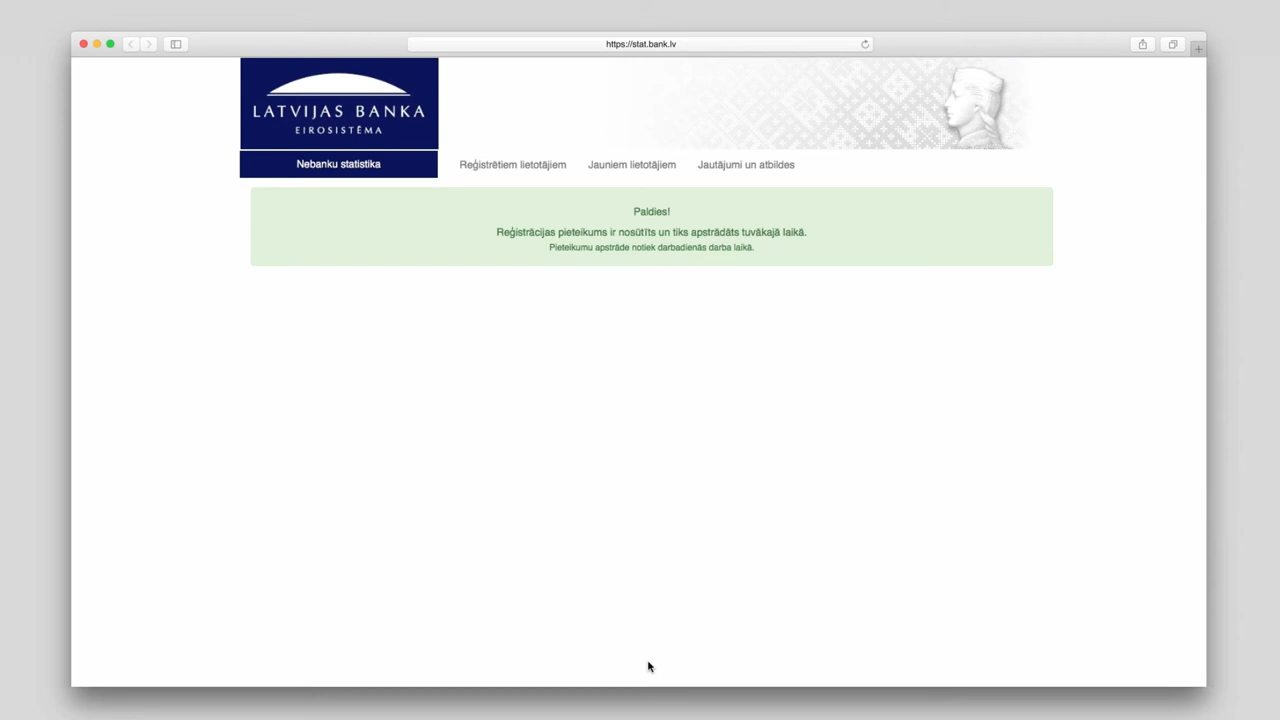 https://stat.bank.lv
LATVIJAS BANKA
EIROSISTĒMA
Nebanku statistika
Reģistrētiem lietotājiem
Jauniem lietotājiem
Jautājumi un atbildes
Paldies!
Reģistrācijas pieteikums ir nosūtīts un tiks apstrādāts tuvākajā laikā.
Pieteikumu apstrāde notiek darbadienās darba laikā.